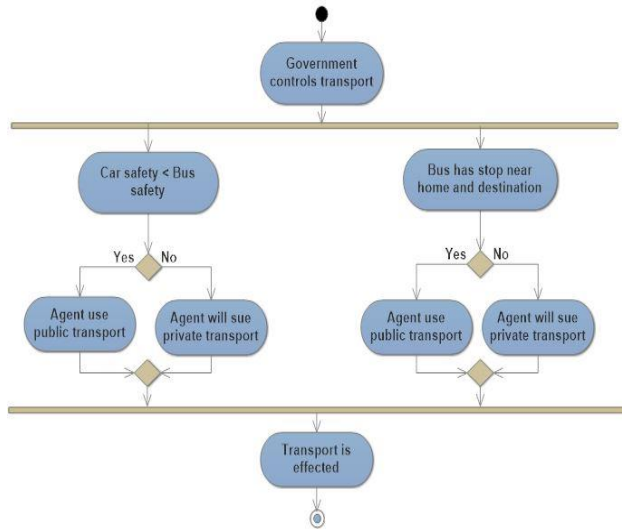 Government
controls transport
Car safety < Bus
safety
Bus has stop near
home and destination
Yes
No
Yes
No
Agent use
public transport
Agent will sue
private transport
Agent use
public transport
Agent will sue
private transport
Transport is
effected